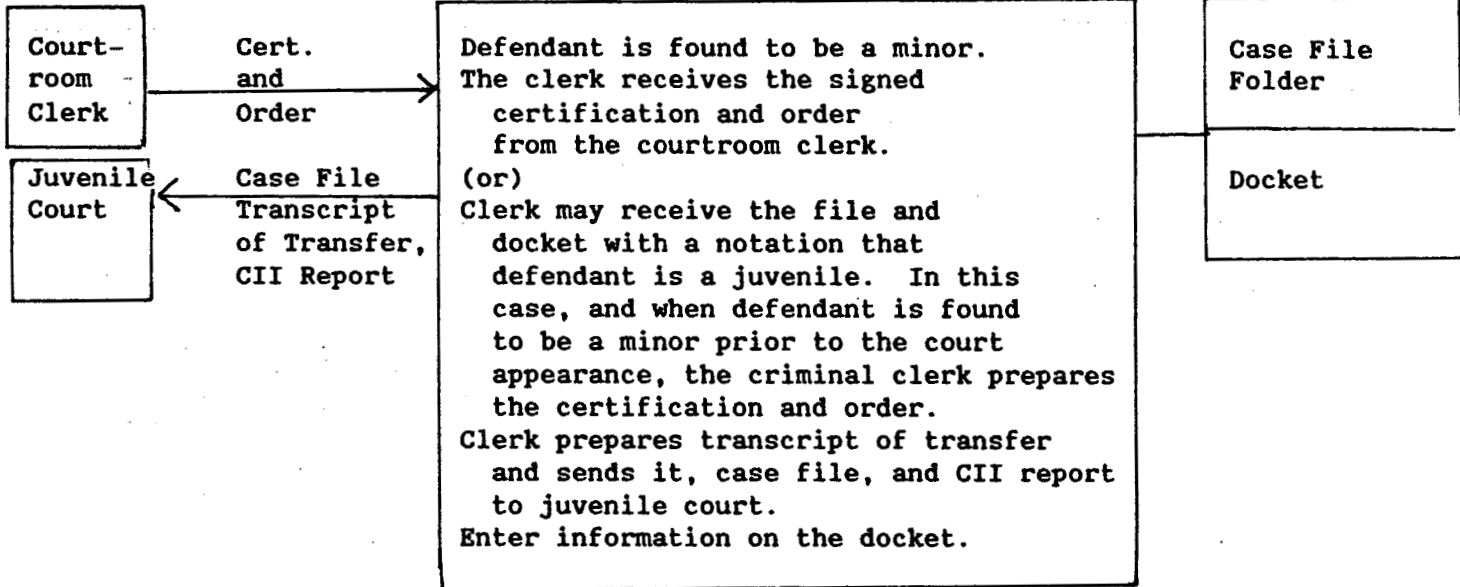 Court-
room
Clerk
Cert.
and
Order
Juvenile
Court
Case File
Transcript
of Transfer,
CII Report
Defendant is found to be a minor.
The clerk receives the signed
certification and order
from the courtroom clerk.
(or)
Clerk may receive the file and
docket with a notation that
defendant is a juvenile. In this
case, and when defendant is found
to be a minor prior to the court
appearance, the criminal clerk prepares
the certification and order.
Clerk prepares transcript of transfer
and sends it, case file, and CII report
to juvenile court.
Enter information on the docket.
Case File
Folder
Docket